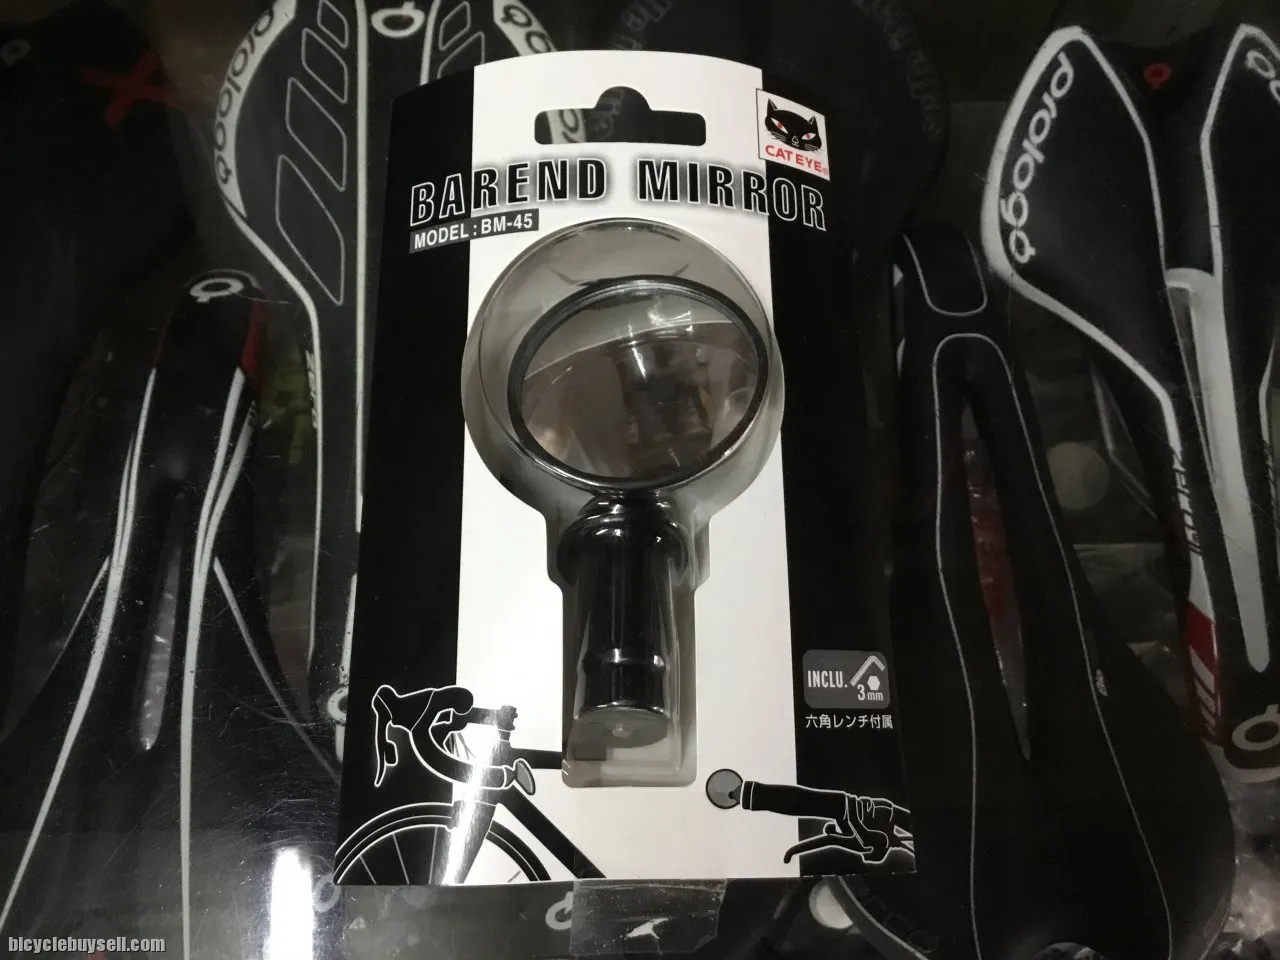 prologo
prologo
CAT EYE
BAREND MIRROR
MODEL : BM-45
INCLU.
3mm
六角レンチ付属
bicyclebuysell.com